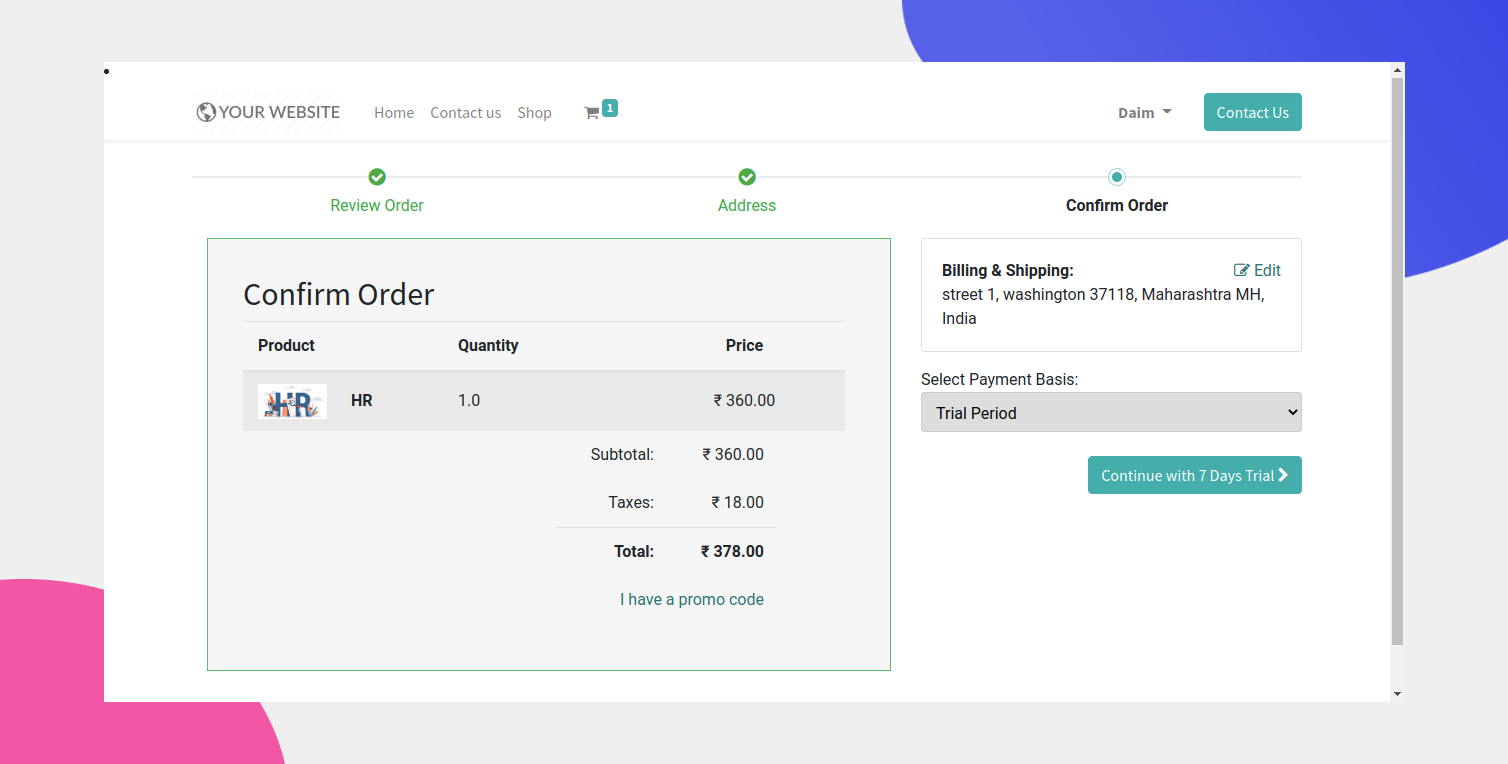 YOUR WEBSITE Home Contact us Shop 1 Daim Contact Us
Review Order Address Confirm Order
Confirm Order
Product Quantity Price
HR HR 1.0 ₹ 360.00
Subtotal: ₹ 360.00
Taxes: ₹ 18.00
Total: ₹ 378.00
I have a promo code
Billing & Shipping: Edit
street 1, washington 37118, Maharashtra MH,
India
Select Payment Basis:
Trial Period
Continue with 7 Days Trial